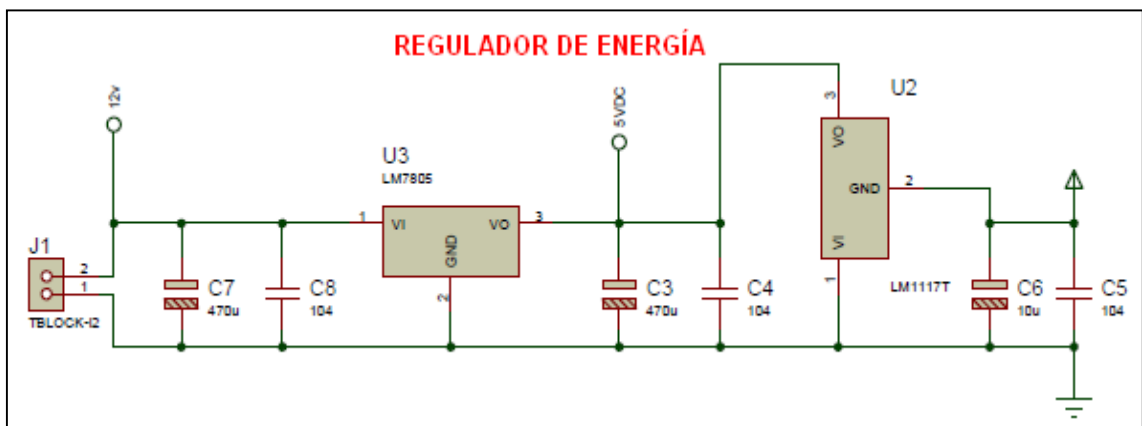 REGULADOR DE ENERGÍA
12v
5VDC
U2
U3
LM7805
3
VO
GND
2
VI
1
1
VI
VO
3
GND
2
J1
2
1
TBLOCK-I2
C7
470u
C8
104
C3
470u
C4
104
LM1117T
C6
10u
C5
104